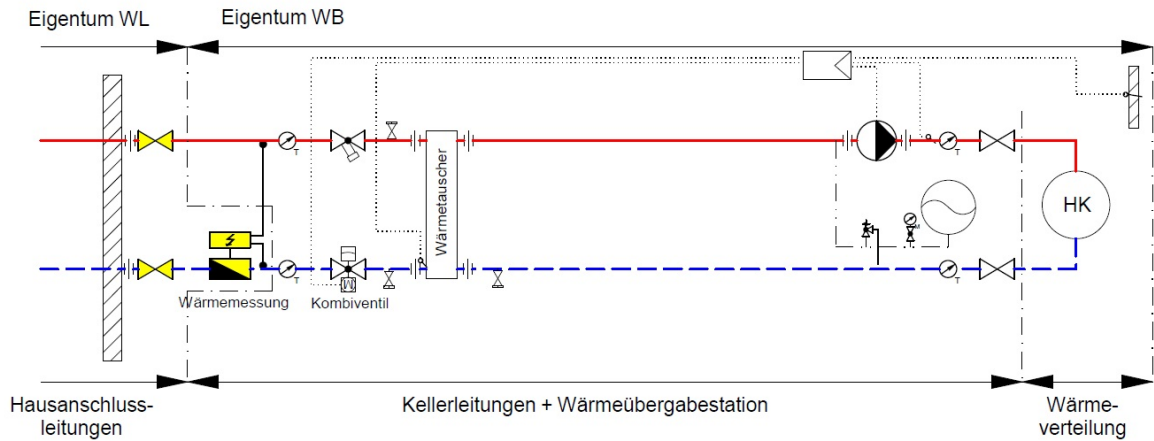 Eigentum WL
Eigentum WB
T
T
Wärmetauscher
HK
M
T
M
T
Wärmemessung
Kombiventil
Hausanschluss-
leitungen
Kellerleitungen + Wärmeübergabestation
Wärme-
verteilung